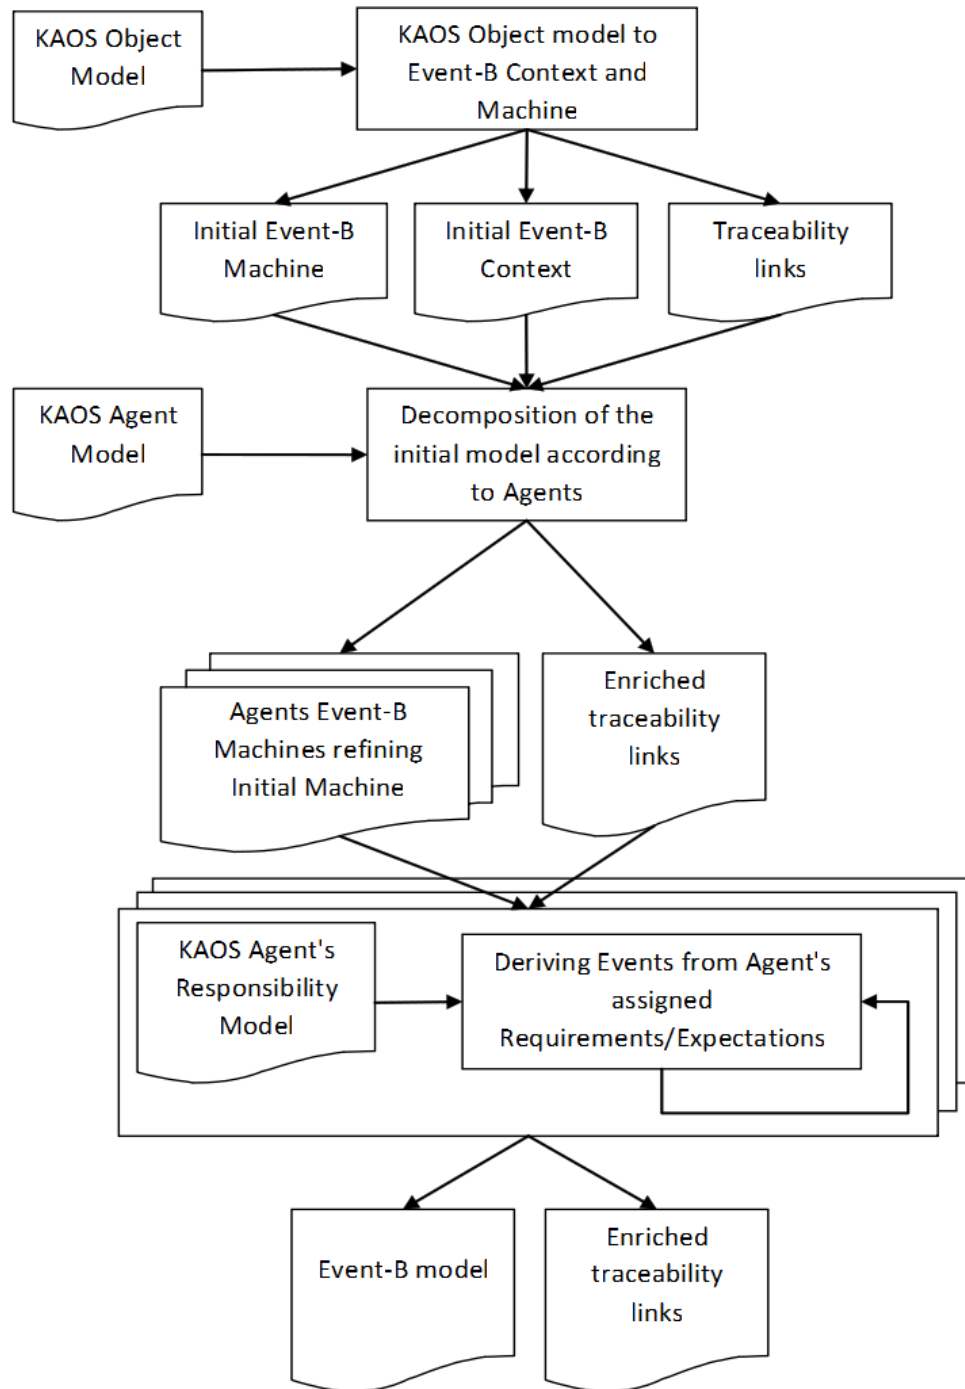 KAOS Object
Model
KAOS Object model to
Event-B Context and
Machine
Initial Event-B
Machine
Initial Event-B
Context
Traceability
links
KAOS Agent
Model
Decomposition of the
initial model according
to Agents
Agents Event-B
Machines refining
Initial Machine
Enriched
traceability
links
KAOS Agent's
Responsibility
Model
Deriving Events from Agent's
assigned
Requirements/Expectations
Event-B model
Enriched
traceability
links